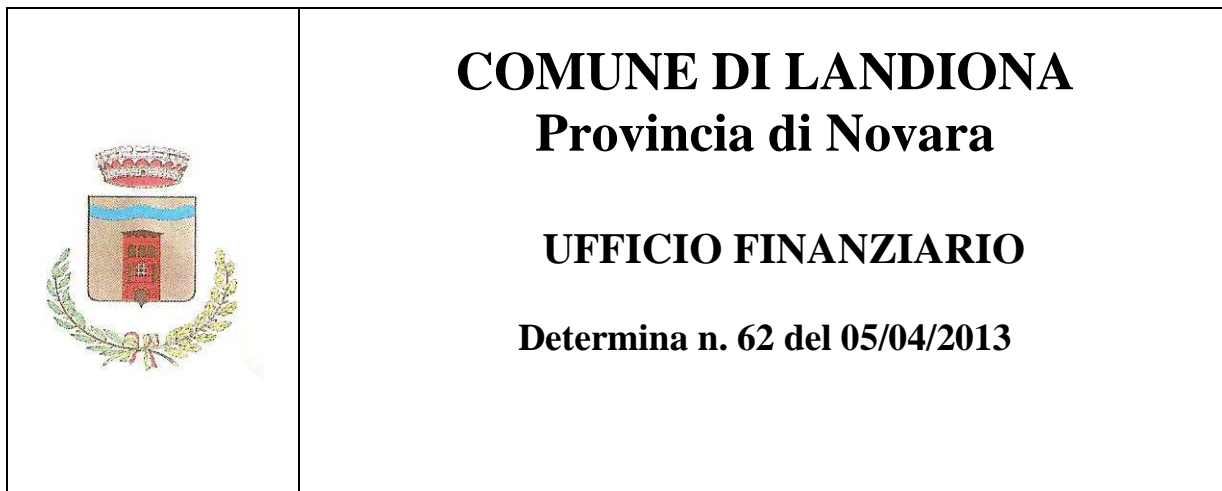 COMUNE DI LANDIONA
Provincia di Novara
UFFICIO FINANZIARIO
Determina n. 62 del 05/04/2013